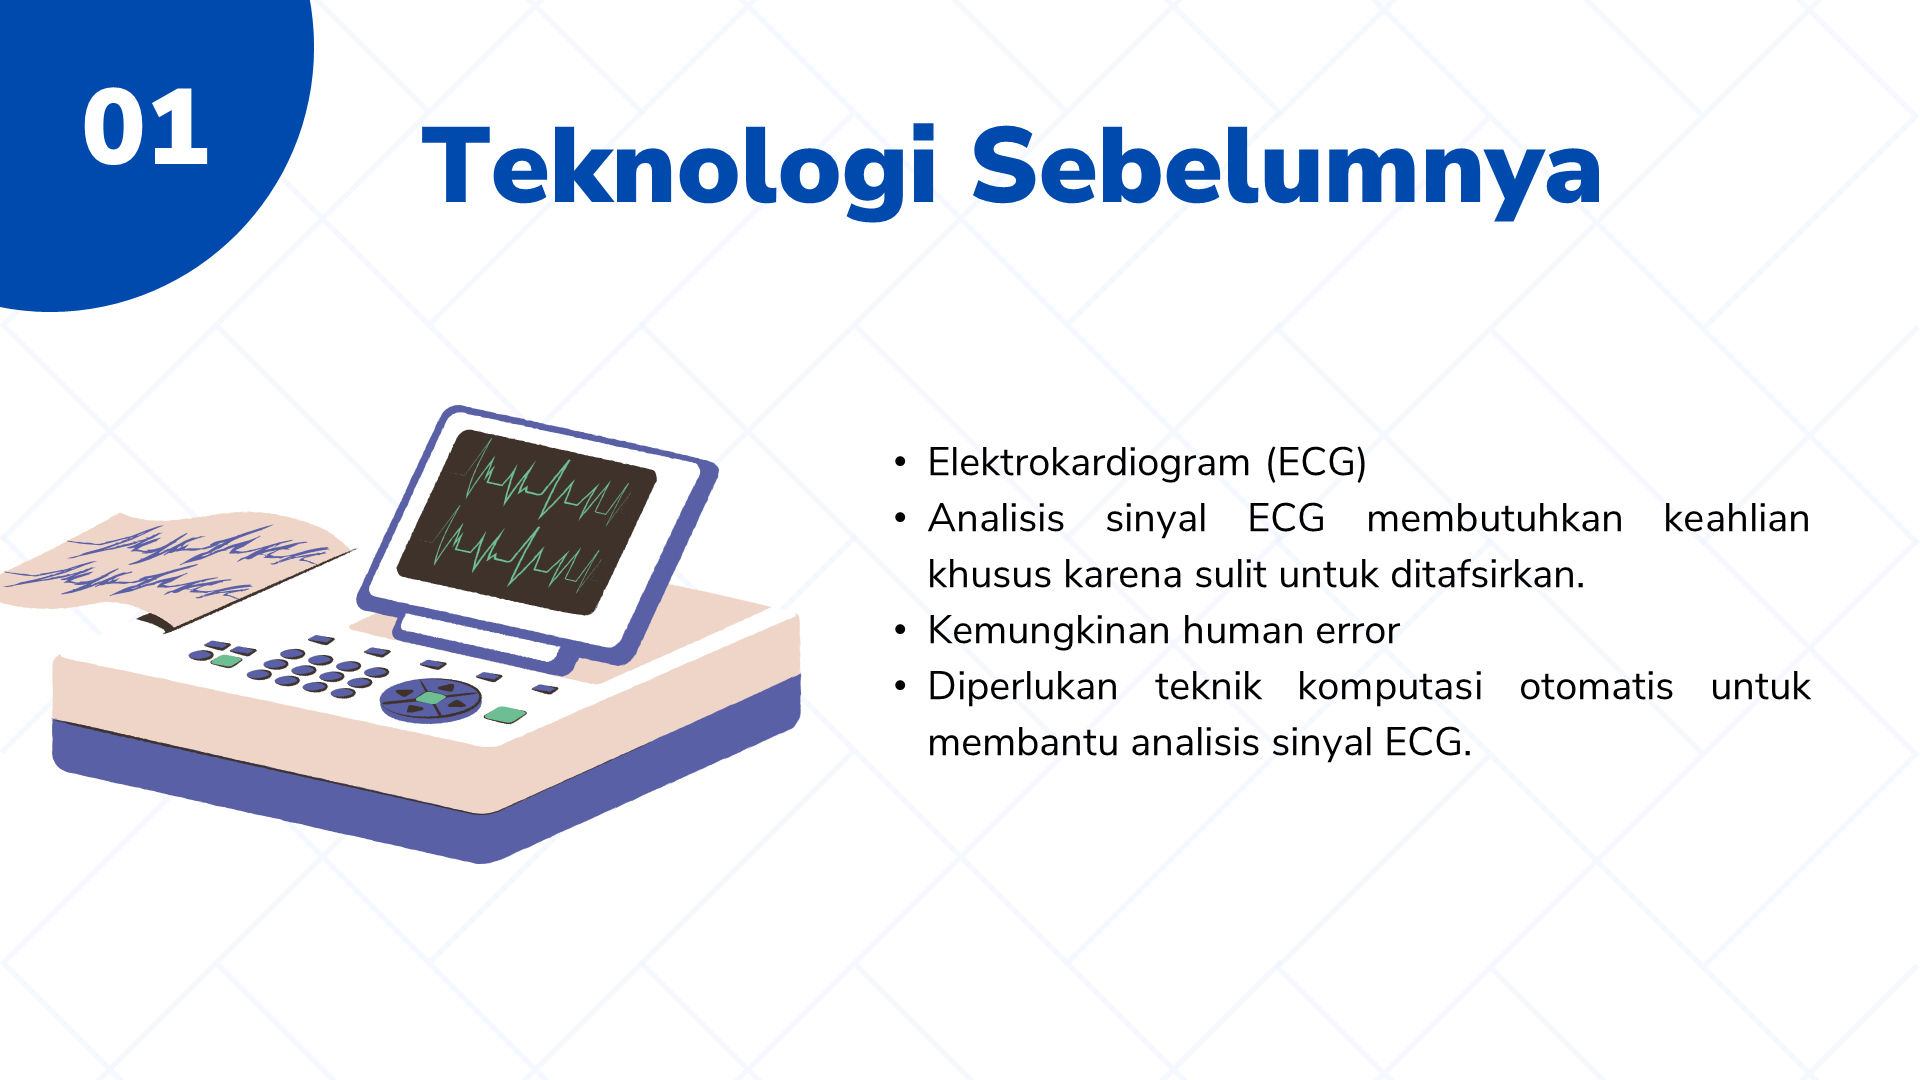 01
Teknologi Sebelumnya
• Elektrokardiogram (ECG)
• Analisis sinyal ECG membutuhkan keahlian
khusus karena sulit untuk ditafsirkan.
• Kemungkinan human error
• Diperlukan teknik komputasi otomatis untuk
membantu analisis sinyal ECG.